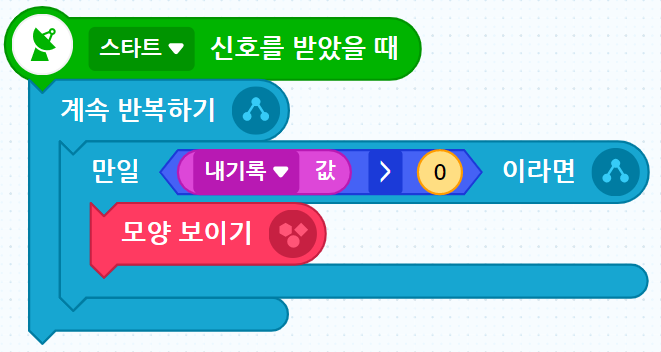 스타트 신호를 받았을 때
계속 반복하기
만일 내기록 값 > 0 이라면
모양 보이기